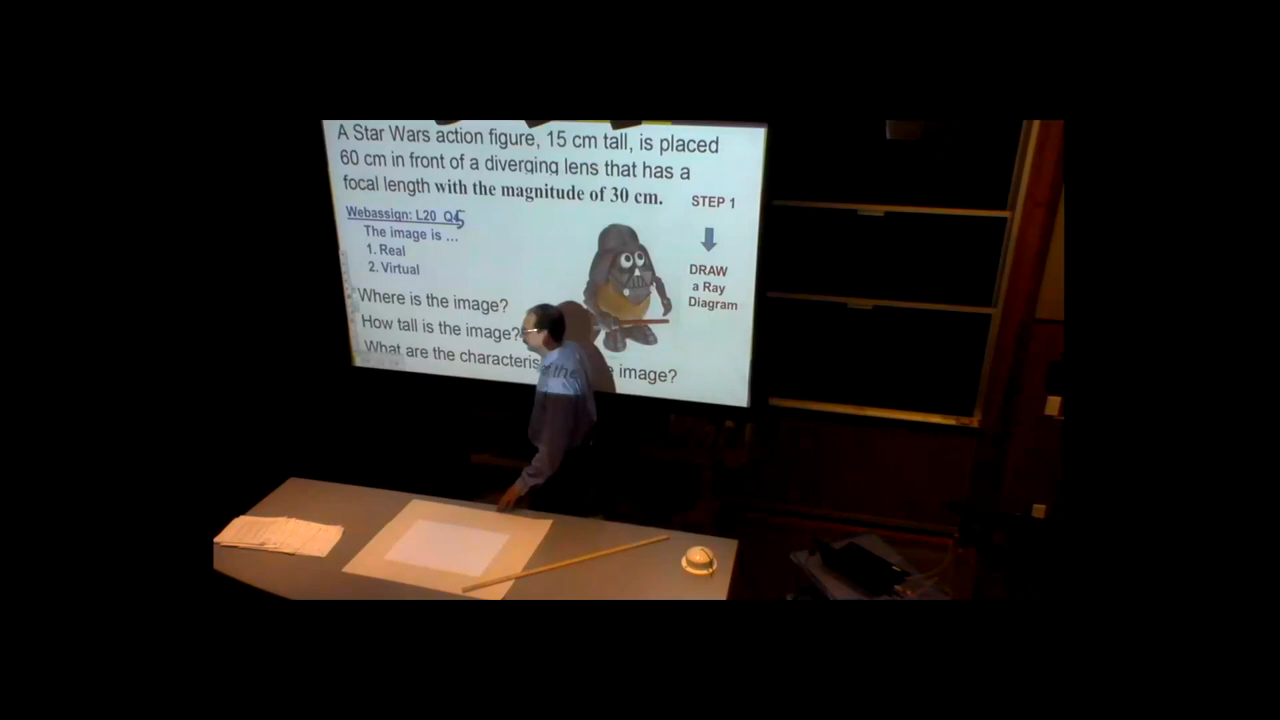 A Star Wars action figure, 15 cm tall, is placed
60 cm in front of a diverging lens that has a
focal length with the magnitude of 30 cm.
STEP 1
Webassign: L20 Q5
The image is ...
1. Real
2. Virtual
DRAW
a Ray
Diagram
Where is the image?
How tall is the image?
What are the characteris the image?